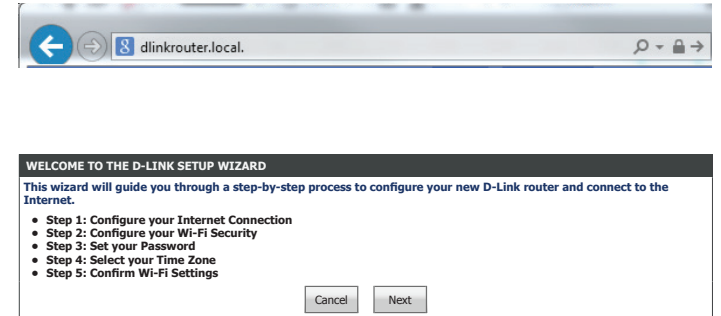 dlinkrouter.local.
WELCOME TO THE D-LINK SETUP WIZARD
This wizard will guide you through a step-by-step process to configure your new D-Link router and connect to the
Internet.
• Step 1: Configure your Internet Connection
• Step 2: Configure your Wi-Fi Security
• Step 3: Set your Password
• Step 4: Select your Time Zone
• Step 5: Confirm Wi-Fi Settings
Cancel Next